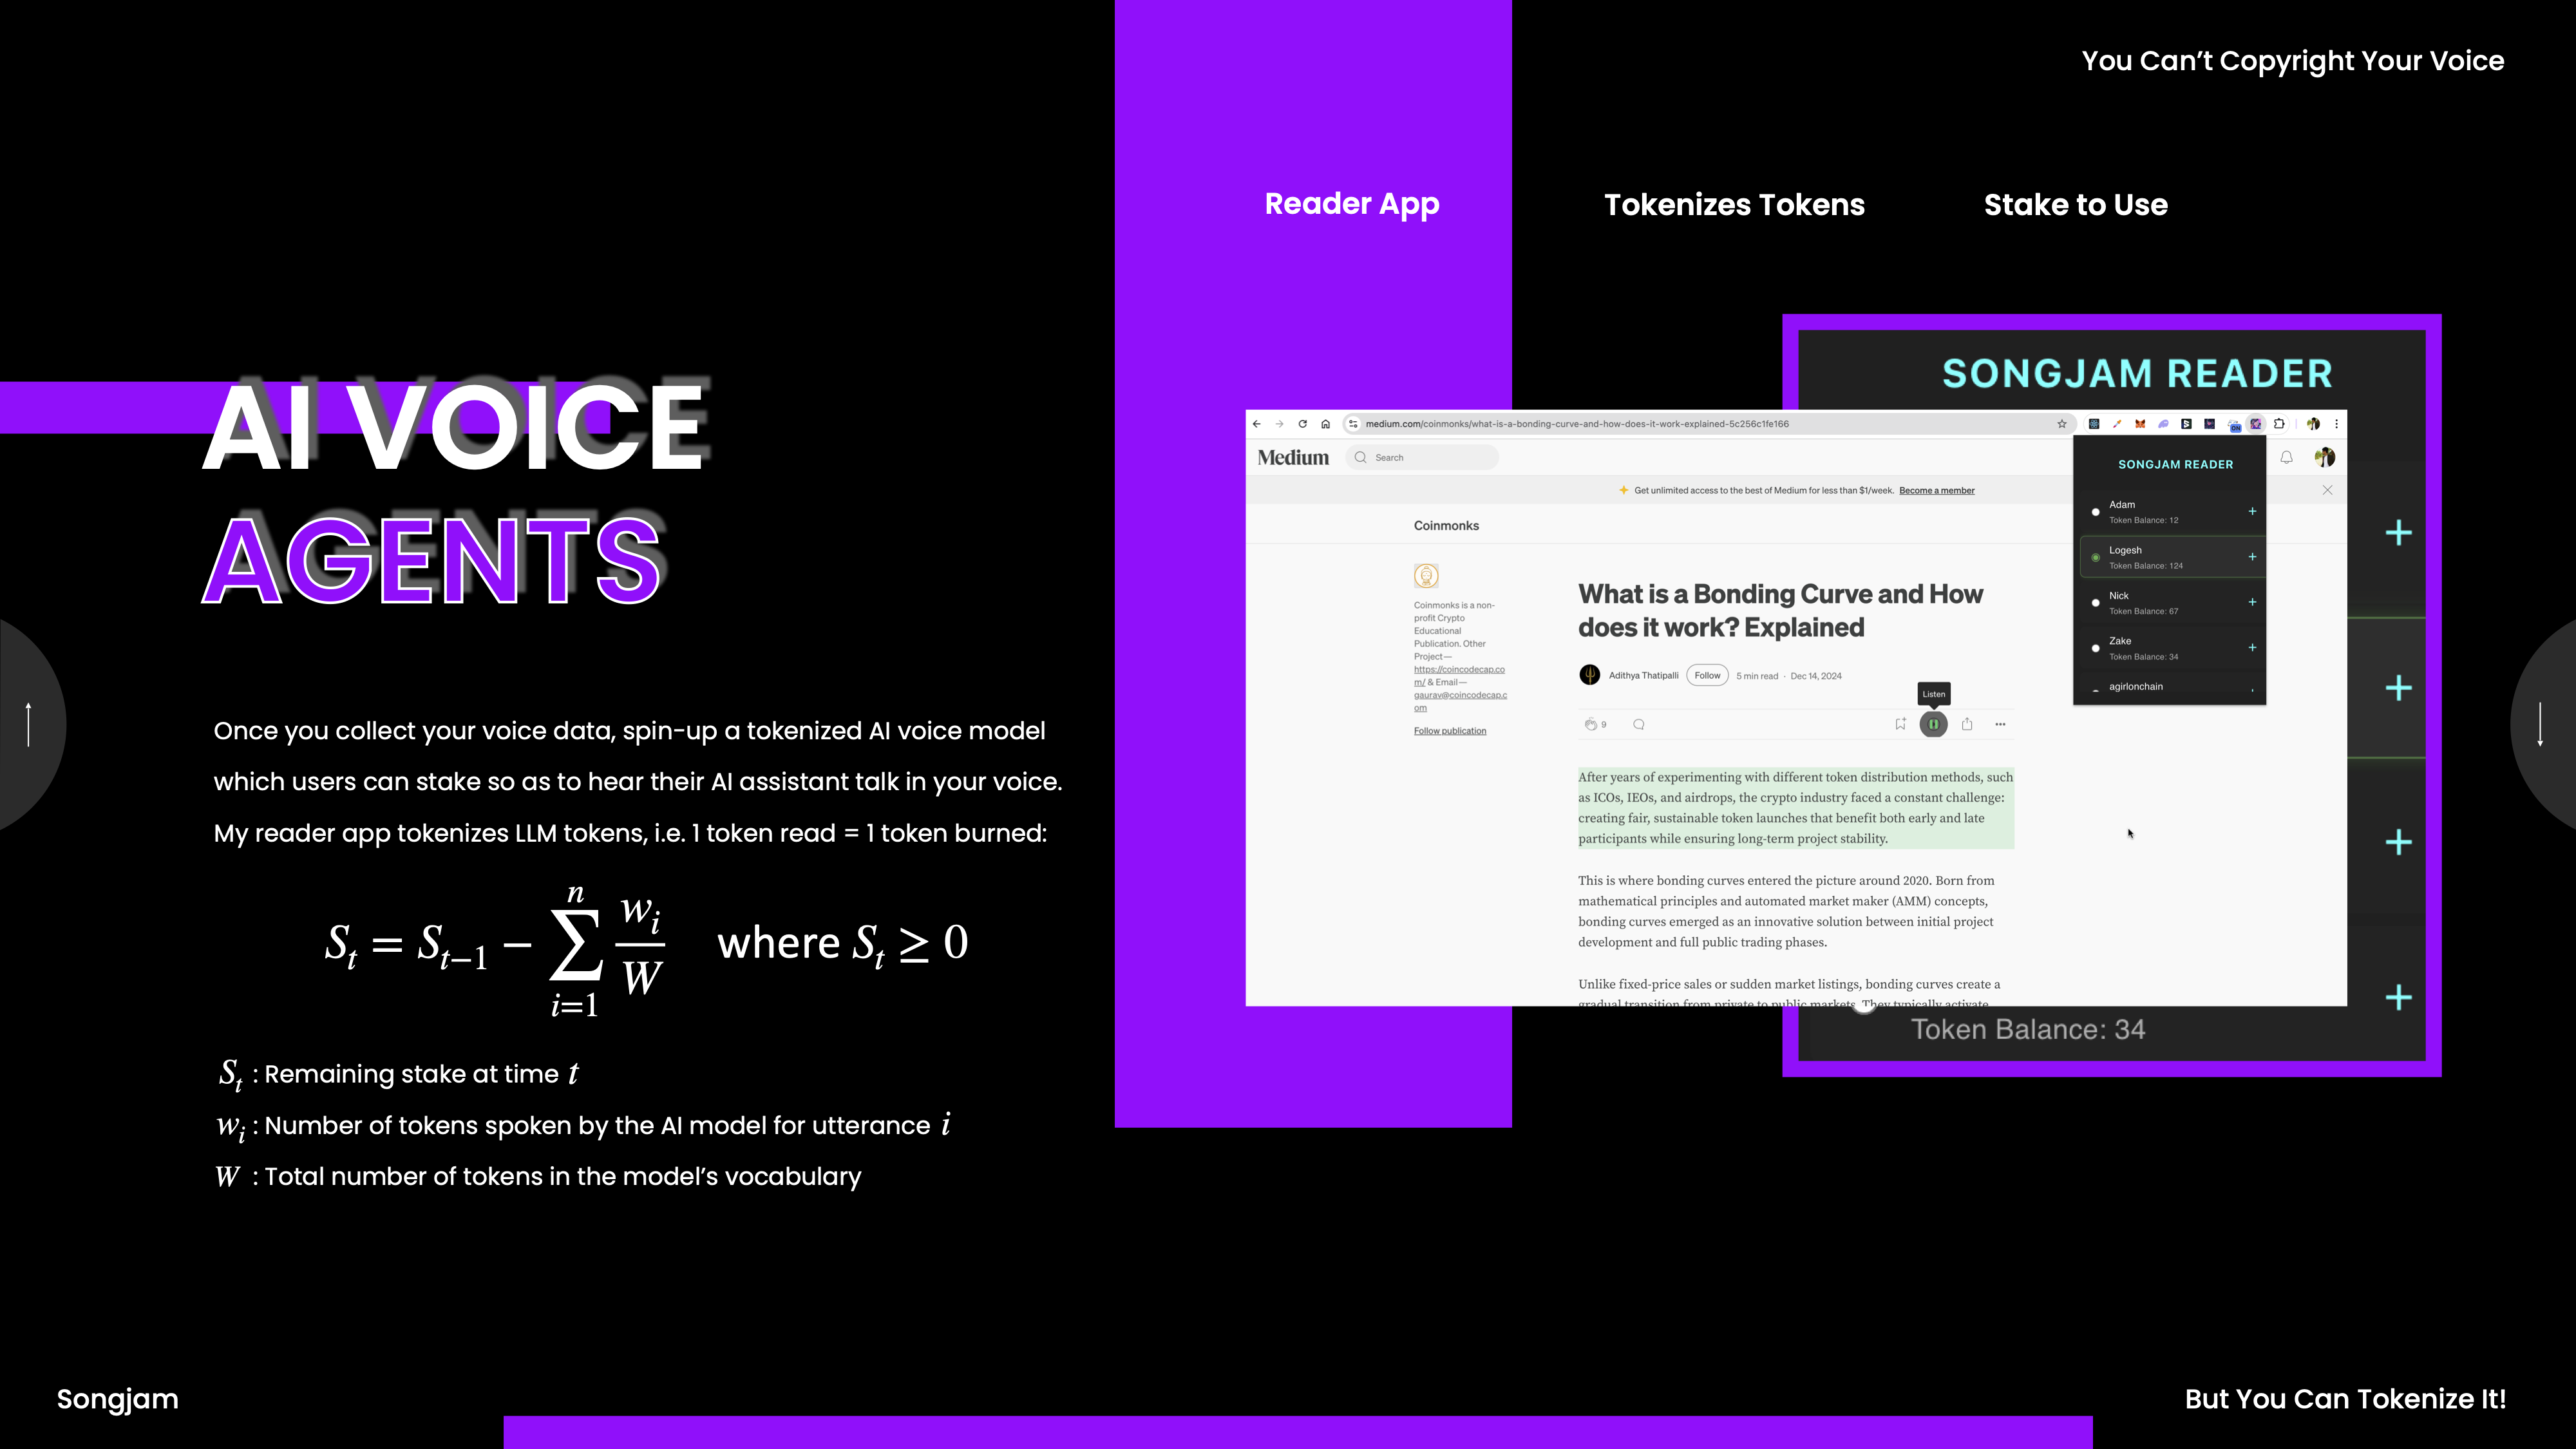 You Can’t Copyright Your Voice
Reader App
Tokenizes Tokens
Stake to Use
AI VOICE
AGENTS
Once you collect your voice data, spin-up a tokenized AI voice model
which users can stake so as to hear their AI assistant talk in your voice.
My reader app tokenizes LLM tokens, i.e. 1 token read = 1 token burned:
S_t = S_{t−1} − ∑_{i=1}^{n} w_i / W where S_t ≥ 0
S_t : Remaining stake at time t
w_i : Number of tokens spoken by the AI model for utterance i
W : Total number of tokens in the model’s vocabulary
SONGJAM READER
medium.com/coinmonks/what-is-a-bonding-curve-and-how-does-it-work-explained-5c256c1fe166
ON
Medium
Search
Get unlimited access to the best of Medium for less than $1/week. Become a member
Coinmonks
Coinmonks is a non-
profit Crypto
Educational
Publication. Other
Project—
https://coincodecap.co
m/ & Email—
gaurav@coincodecap.c
om
Follow publication
What is a Bonding Curve and How
does it work? Explained
Adithya Thatipalli
Follow
5 min read · Dec 14, 2024
Listen
9
After years of experimenting with different token distribution methods, such
as ICOs, IEOs, and airdrops, the crypto industry faced a constant challenge:
creating fair, sustainable token launches that benefit both early and late
participants while ensuring long-term project stability.
This is where bonding curves entered the picture around 2020. Born from
mathematical principles and automated market maker (AMM) concepts,
bonding curves emerged as an innovative solution between initial project
development and full public trading phases.
Unlike fixed-price sales or sudden market listings, bonding curves create a
gradual transition from private to public markets. They typically activate
SONGJAM READER
Adam
Token Balance: 12
Logesh
Token Balance: 124
Nick
Token Balance: 67
Zake
Token Balance: 34
agirlonchain
Token Balance: 34
Songjam
But You Can Tokenize It!